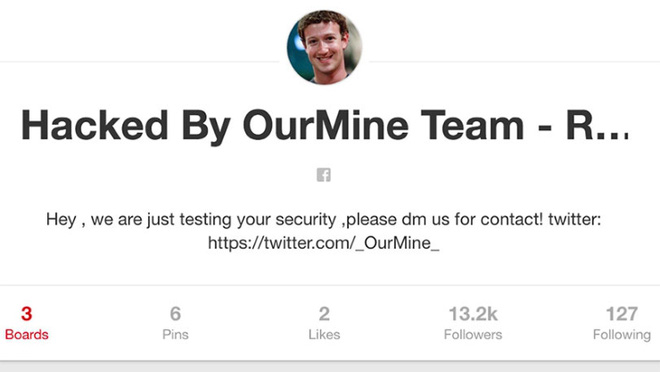 Hacked By OurMine Team - R...
Hey , we are just testing your security ,please dm us for contact! twitter:
https://twitter.com/_OurMine_
3 6 2 13.2k 127
Boards Pins Likes Followers Following